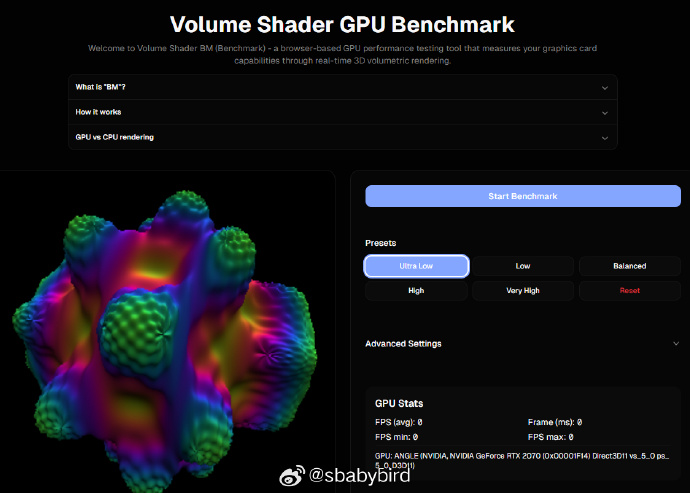 Volume Shader GPU Benchmark
Welcome to Volume Shader BM (Benchmark) - a browser-based GPU performance testing tool that measures your graphics card
capabilities through real-time 3D volumetric rendering.
What is "BM"?
How it works
GPU vs CPU rendering
Start Benchmark
Presets
Ultra Low
Low
Balanced
High
Very High
Reset
Advanced Settings
GPU Stats
FPS (avg): 0
Frame (ms): 0
FPS min: 0
FPS max: 0
GPU: ANGLE (NVIDIA, NVIDIA GeForce RTX 2070 (0x00001F14) Direct3D11 vs_5_0 ps_
5_0, D3D11)
@sbabybird